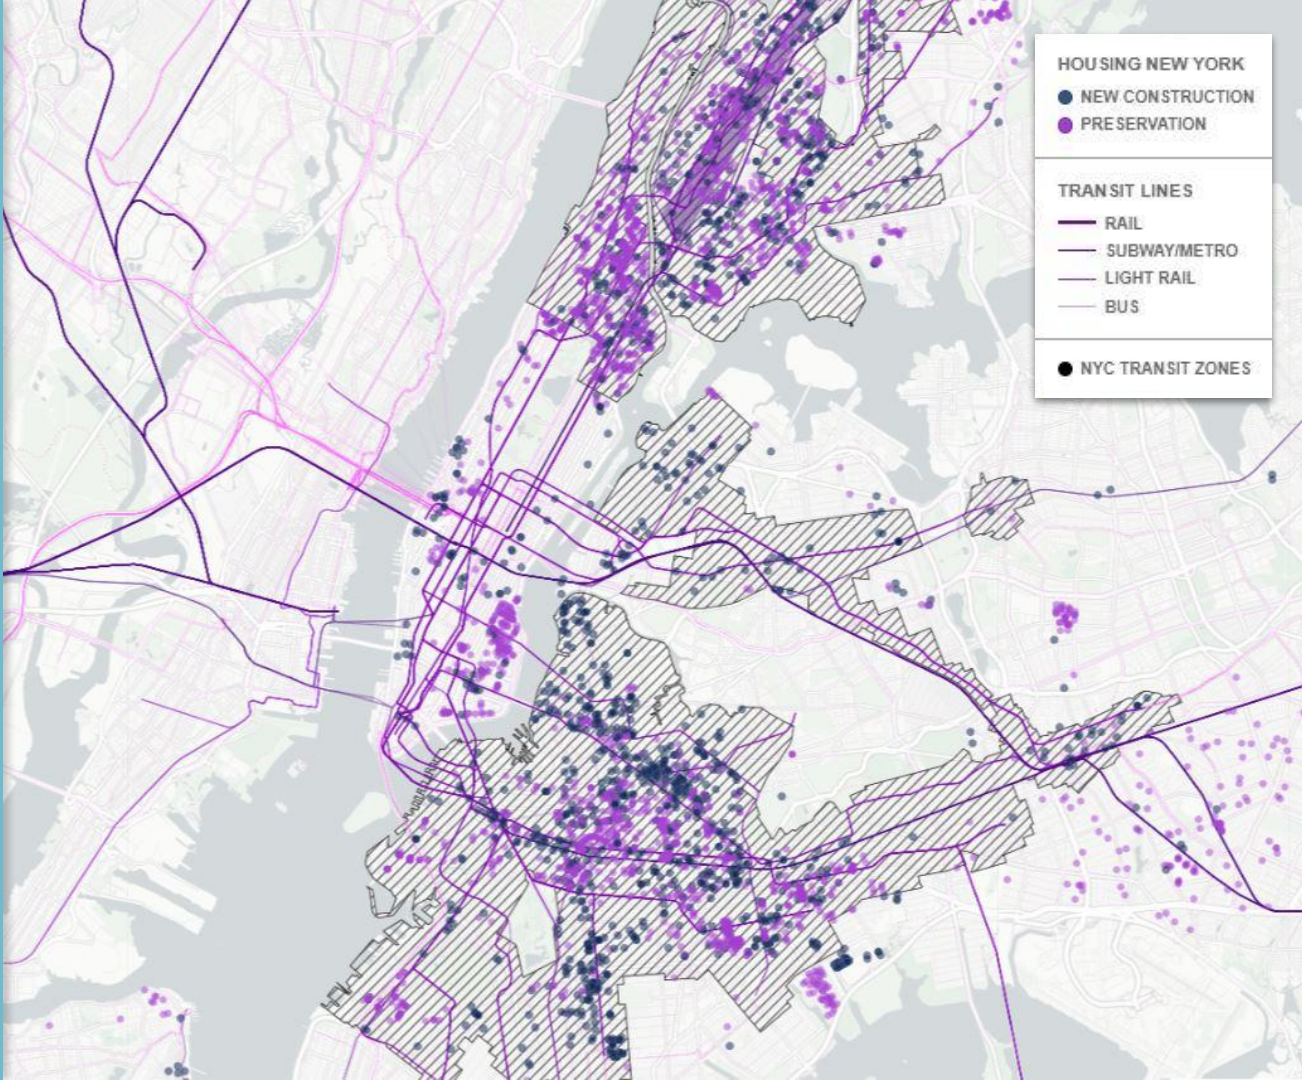 HOUSING NEW YORK
NEW CONSTRUCTION
PRESERVATION
TRANSIT LINES
RAIL
SUBWAY/METRO
LIGHT RAIL
BUS
NYC TRANSIT ZONES